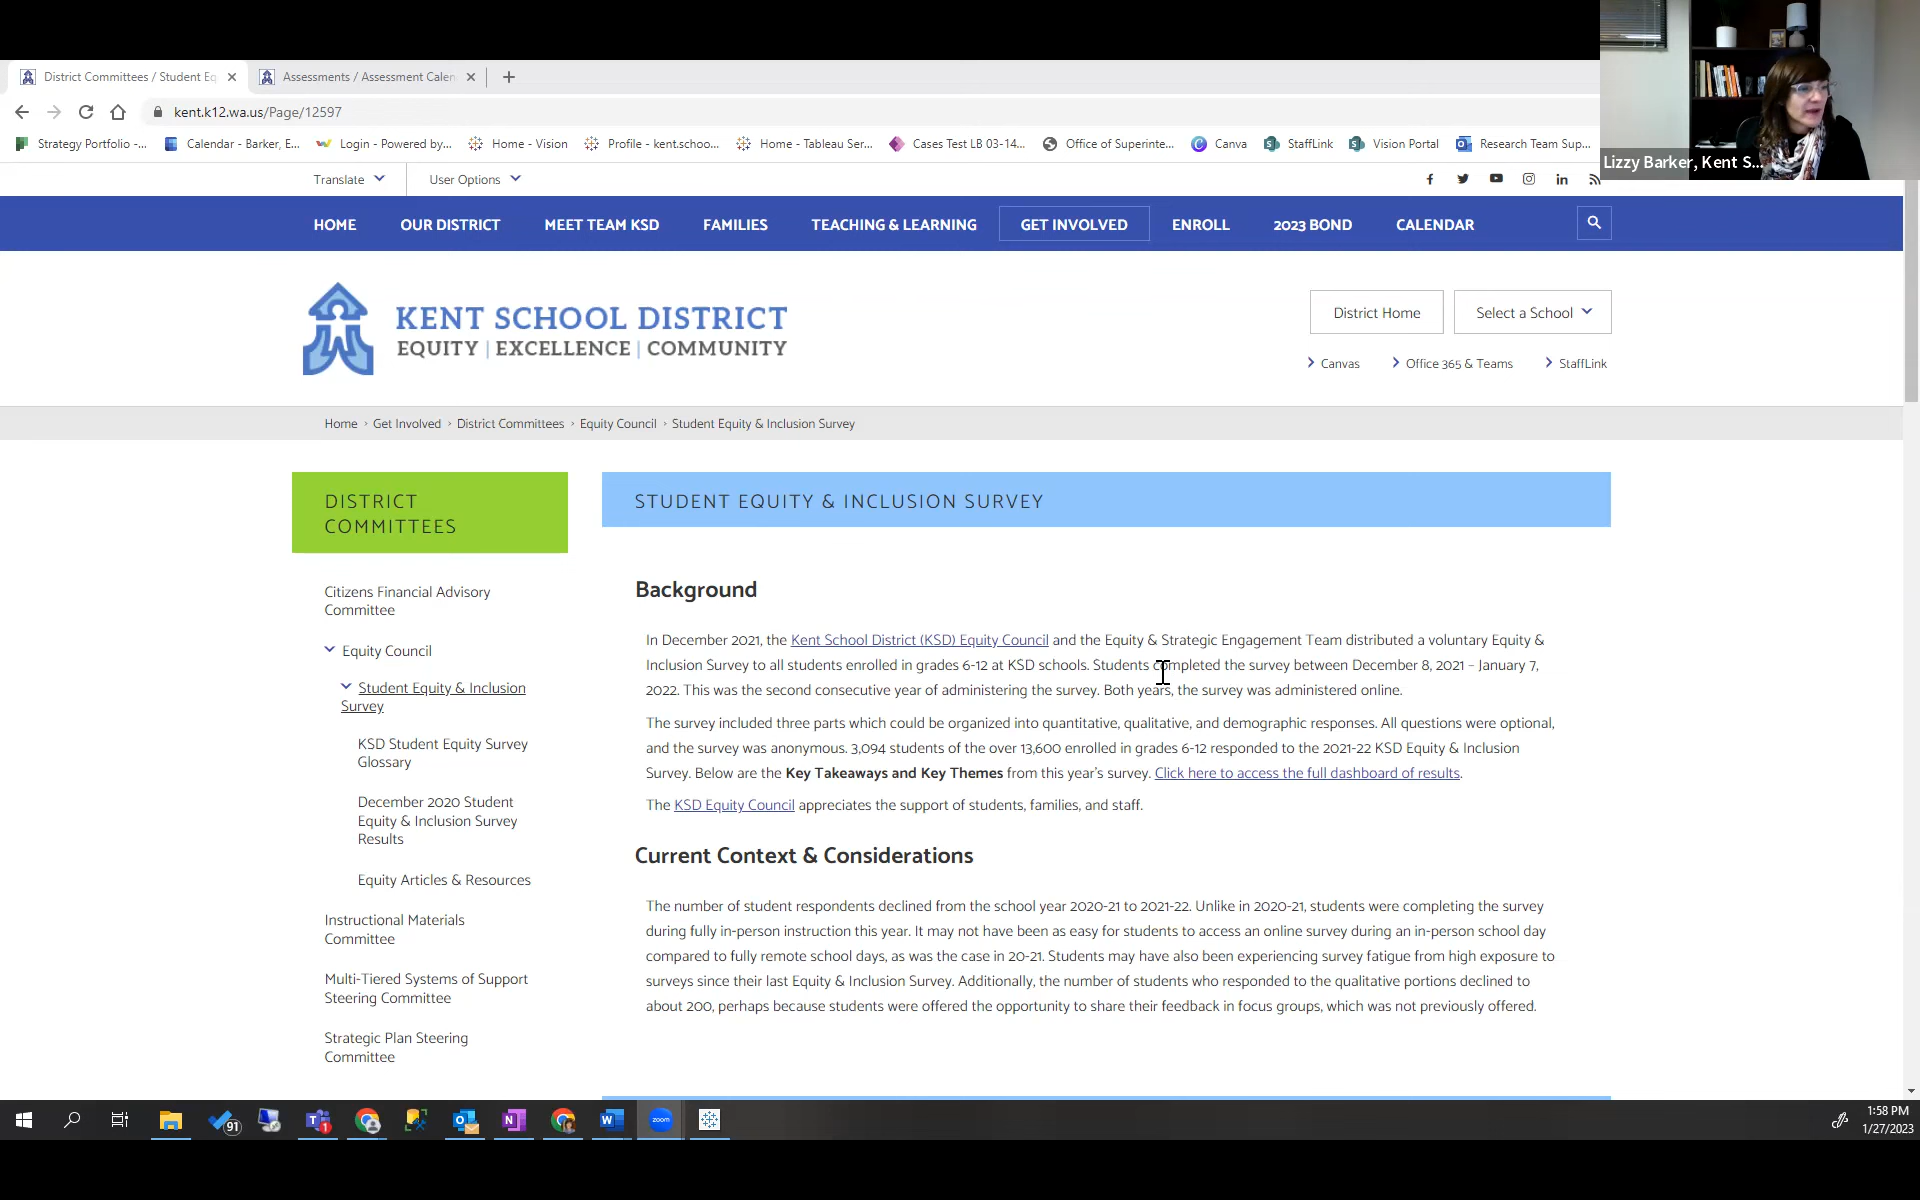 District Committees / Student Eq
Assessments / Assessment Calen
kent.k12.wa.us/Page/12597
Strategy Portfolio -...
Calendar - Barker, E...
Login - Powered by...
Home - Vision
Profile - kent.schoo...
Home - Tableau Ser...
Cases Test LB 03-14...
Office of Superinte...
Canva
StaffLink
Vision Portal
Research Team Sup...
Lizzy Barker, Kent S...
Translate
User Options
HOME
OUR DISTRICT
MEET TEAM KSD
FAMILIES
TEACHING & LEARNING
GET INVOLVED
ENROLL
2023 BOND
CALENDAR
KENT SCHOOL DISTRICT
EQUITY | EXCELLENCE | COMMUNITY
District Home
Select a School
Canvas
Office 365 & Teams
StaffLink
Home › Get Involved › District Committees › Equity Council › Student Equity & Inclusion Survey
DISTRICT
COMMITTEES
Citizens Financial Advisory
Committee
Equity Council
Student Equity & Inclusion
Survey
KSD Student Equity Survey
Glossary
December 2020 Student
Equity & Inclusion Survey
Results
Equity Articles & Resources
Instructional Materials
Committee
Multi-Tiered Systems of Support
Steering Committee
Strategic Plan Steering
Committee
STUDENT EQUITY & INCLUSION SURVEY
Background
In December 2021, the Kent School District (KSD) Equity Council and the Equity & Strategic Engagement Team distributed a voluntary Equity &
Inclusion Survey to all students enrolled in grades 6-12 at KSD schools. Students completed the survey between December 8, 2021 – January 7,
2022. This was the second consecutive year of administering the survey. Both years, the survey was administered online.
The survey included three parts which could be organized into quantitative, qualitative, and demographic responses. All questions were optional,
and the survey was anonymous. 3,094 students of the over 13,600 enrolled in grades 6-12 responded to the 2021-22 KSD Equity & Inclusion
Survey. Below are the Key Takeaways and Key Themes from this year's survey. Click here to access the full dashboard of results.
The KSD Equity Council appreciates the support of students, families, and staff.
Current Context & Considerations
The number of student respondents declined from the school year 2020-21 to 2021-22. Unlike in 2020-21, students were completing the survey
during fully in-person instruction this year. It may not have been as easy for students to access an online survey during an in-person school day
compared to fully remote school days, as was the case in 20-21. Students may have also been experiencing survey fatigue from high exposure to
surveys since their last Equity & Inclusion Survey. Additionally, the number of students who responded to the qualitative portions declined to
about 200, perhaps because students were offered the opportunity to share their feedback in focus groups, which was not previously offered.
91
1
zoom
1:58 PM
1/27/2023